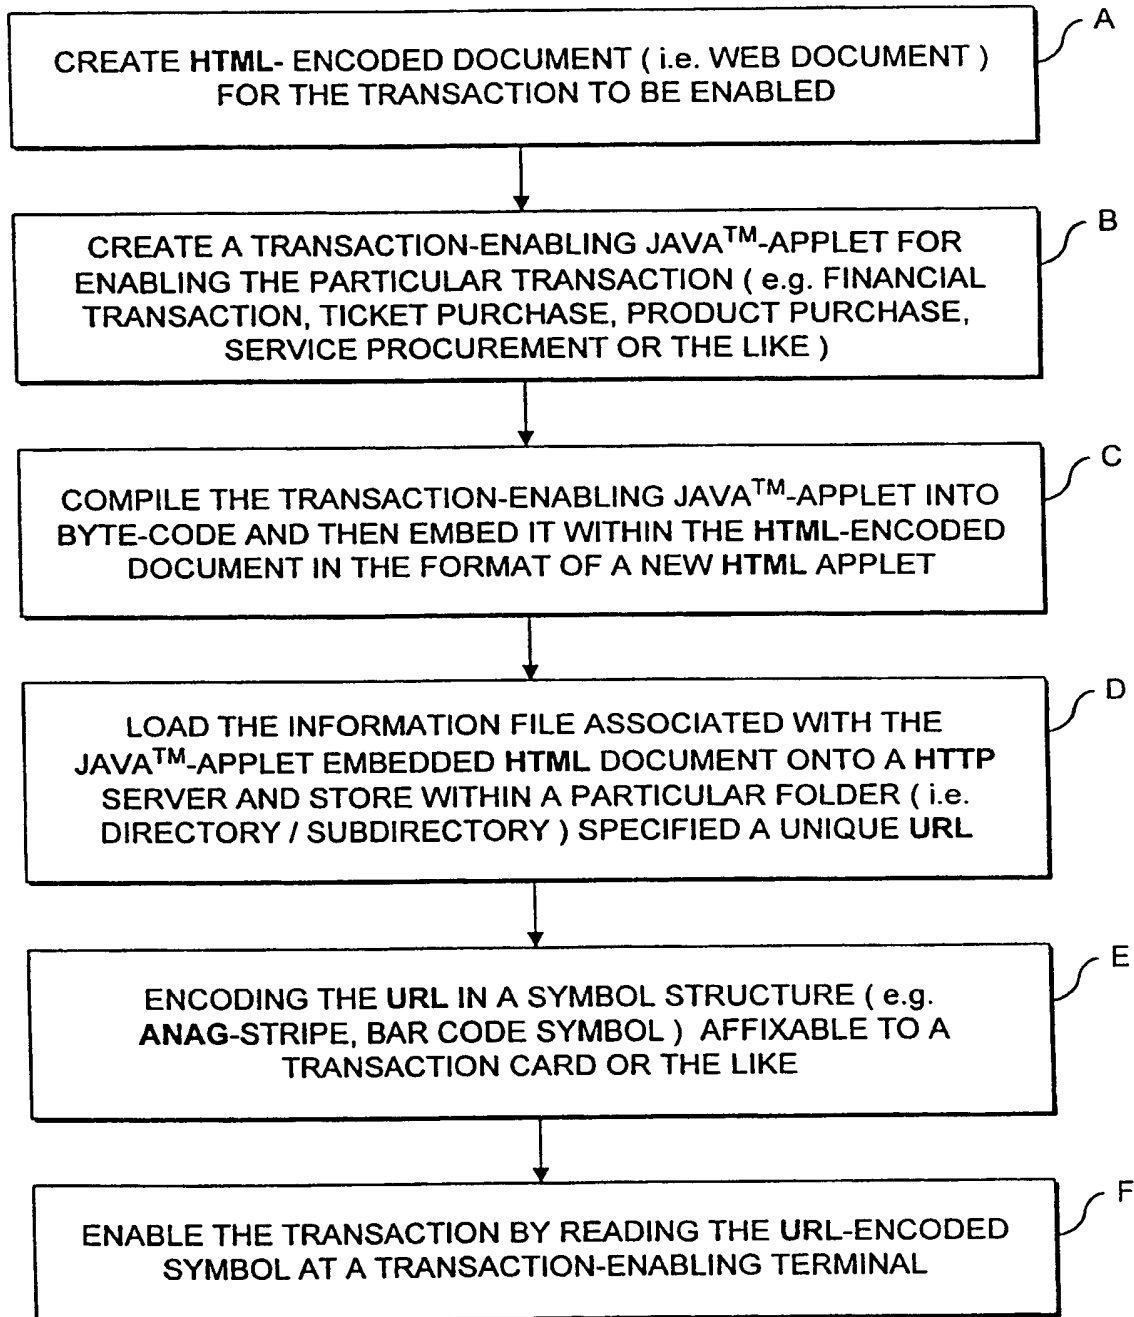 A
CREATE HTML- ENCODED DOCUMENT ( i.e. WEB DOCUMENT )
FOR THE TRANSACTION TO BE ENABLED
B
CREATE A TRANSACTION-ENABLING JAVA™-APPLET FOR
ENABLING THE PARTICULAR TRANSACTION ( e.g. FINANCIAL
TRANSACTION, TICKET PURCHASE, PRODUCT PURCHASE,
SERVICE PROCUREMENT OR THE LIKE )
C
COMPILE THE TRANSACTION-ENABLING JAVA™-APPLET INTO
BYTE-CODE AND THEN EMBED IT WITHIN THE HTML-ENCODED
DOCUMENT IN THE FORMAT OF A NEW HTML APPLET
D
LOAD THE INFORMATION FILE ASSOCIATED WITH THE
JAVA™-APPLET EMBEDDED HTML DOCUMENT ONTO A HTTP
SERVER AND STORE WITHIN A PARTICULAR FOLDER ( i.e.
DIRECTORY / SUBDIRECTORY ) SPECIFIED A UNIQUE URL
E
ENCODING THE URL IN A SYMBOL STRUCTURE ( e.g.
ANAG-STRIPE, BAR CODE SYMBOL ) AFFIXABLE TO A
TRANSACTION CARD OR THE LIKE
F
ENABLE THE TRANSACTION BY READING THE URL-ENCODED
SYMBOL AT A TRANSACTION-ENABLING TERMINAL